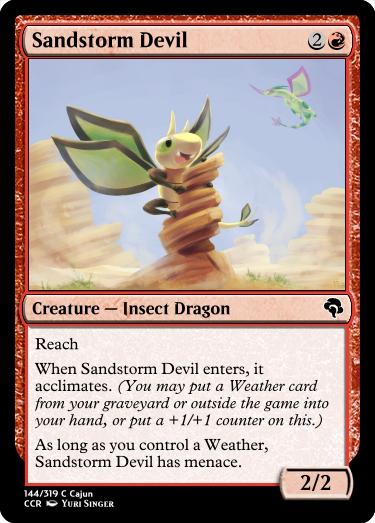 Sandstorm Devil 2
Creature — Insect Dragon
Reach
When Sandstorm Devil enters, it
acclimates. (You may put a Weather card
from your graveyard or outside the game into
your hand, or put a +1/+1 counter on this.)
As long as you control a Weather,
Sandstorm Devil has menace.
2/2
144/319 C Cajun
CCR Yuri Singer